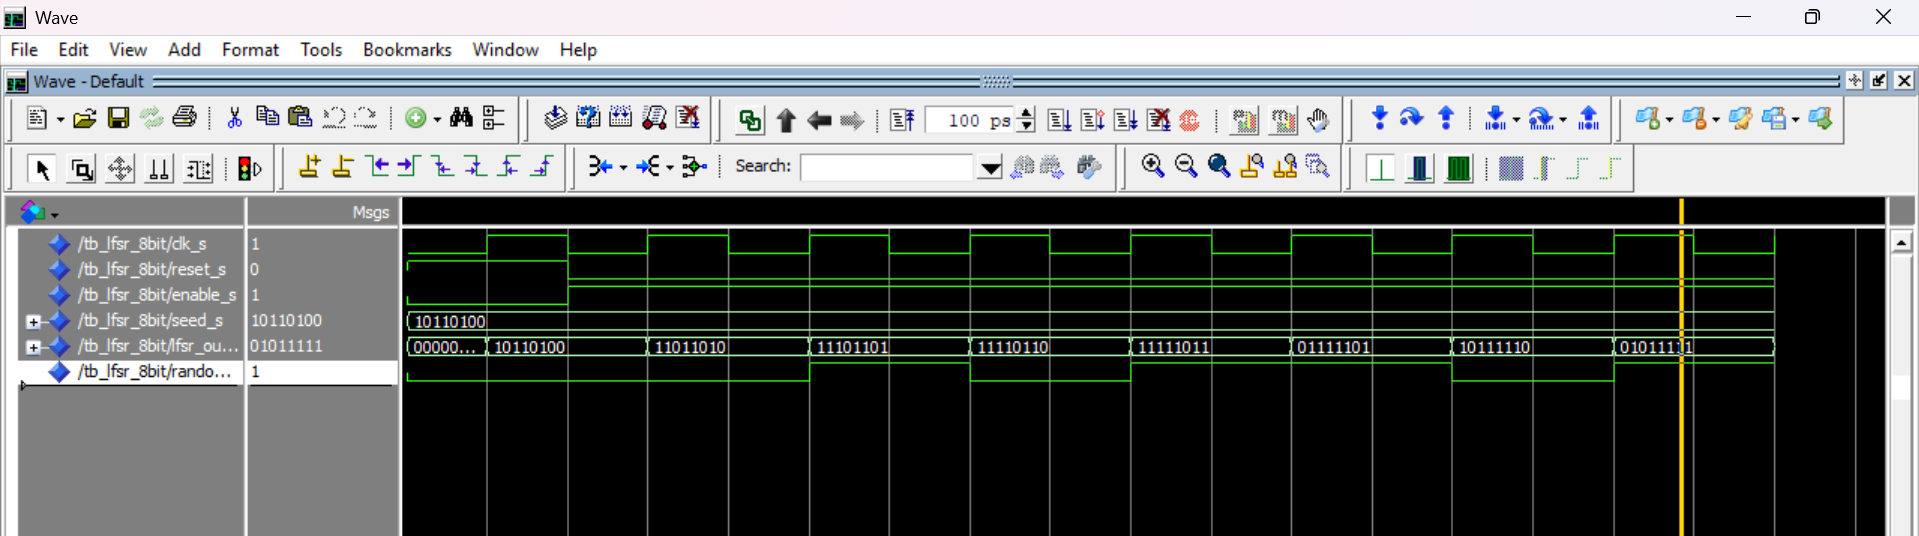 Wave
File Edit View Add Format Tools Bookmarks Window Help
Wave - Default
100 ps
Search:
Msgs
/tb_lfsr_8bit/clk_s 1
/tb_lfsr_8bit/reset_s 0
/tb_lfsr_8bit/enable_s 1
/tb_lfsr_8bit/seed_s 10110100 10110100
/tb_lfsr_8bit/lfsr_ou... 01011111 00000... 10110100 11011010 11101101 11110110 11111011 01111101 10111110 01011111
/tb_lfsr_8bit/rando... 1